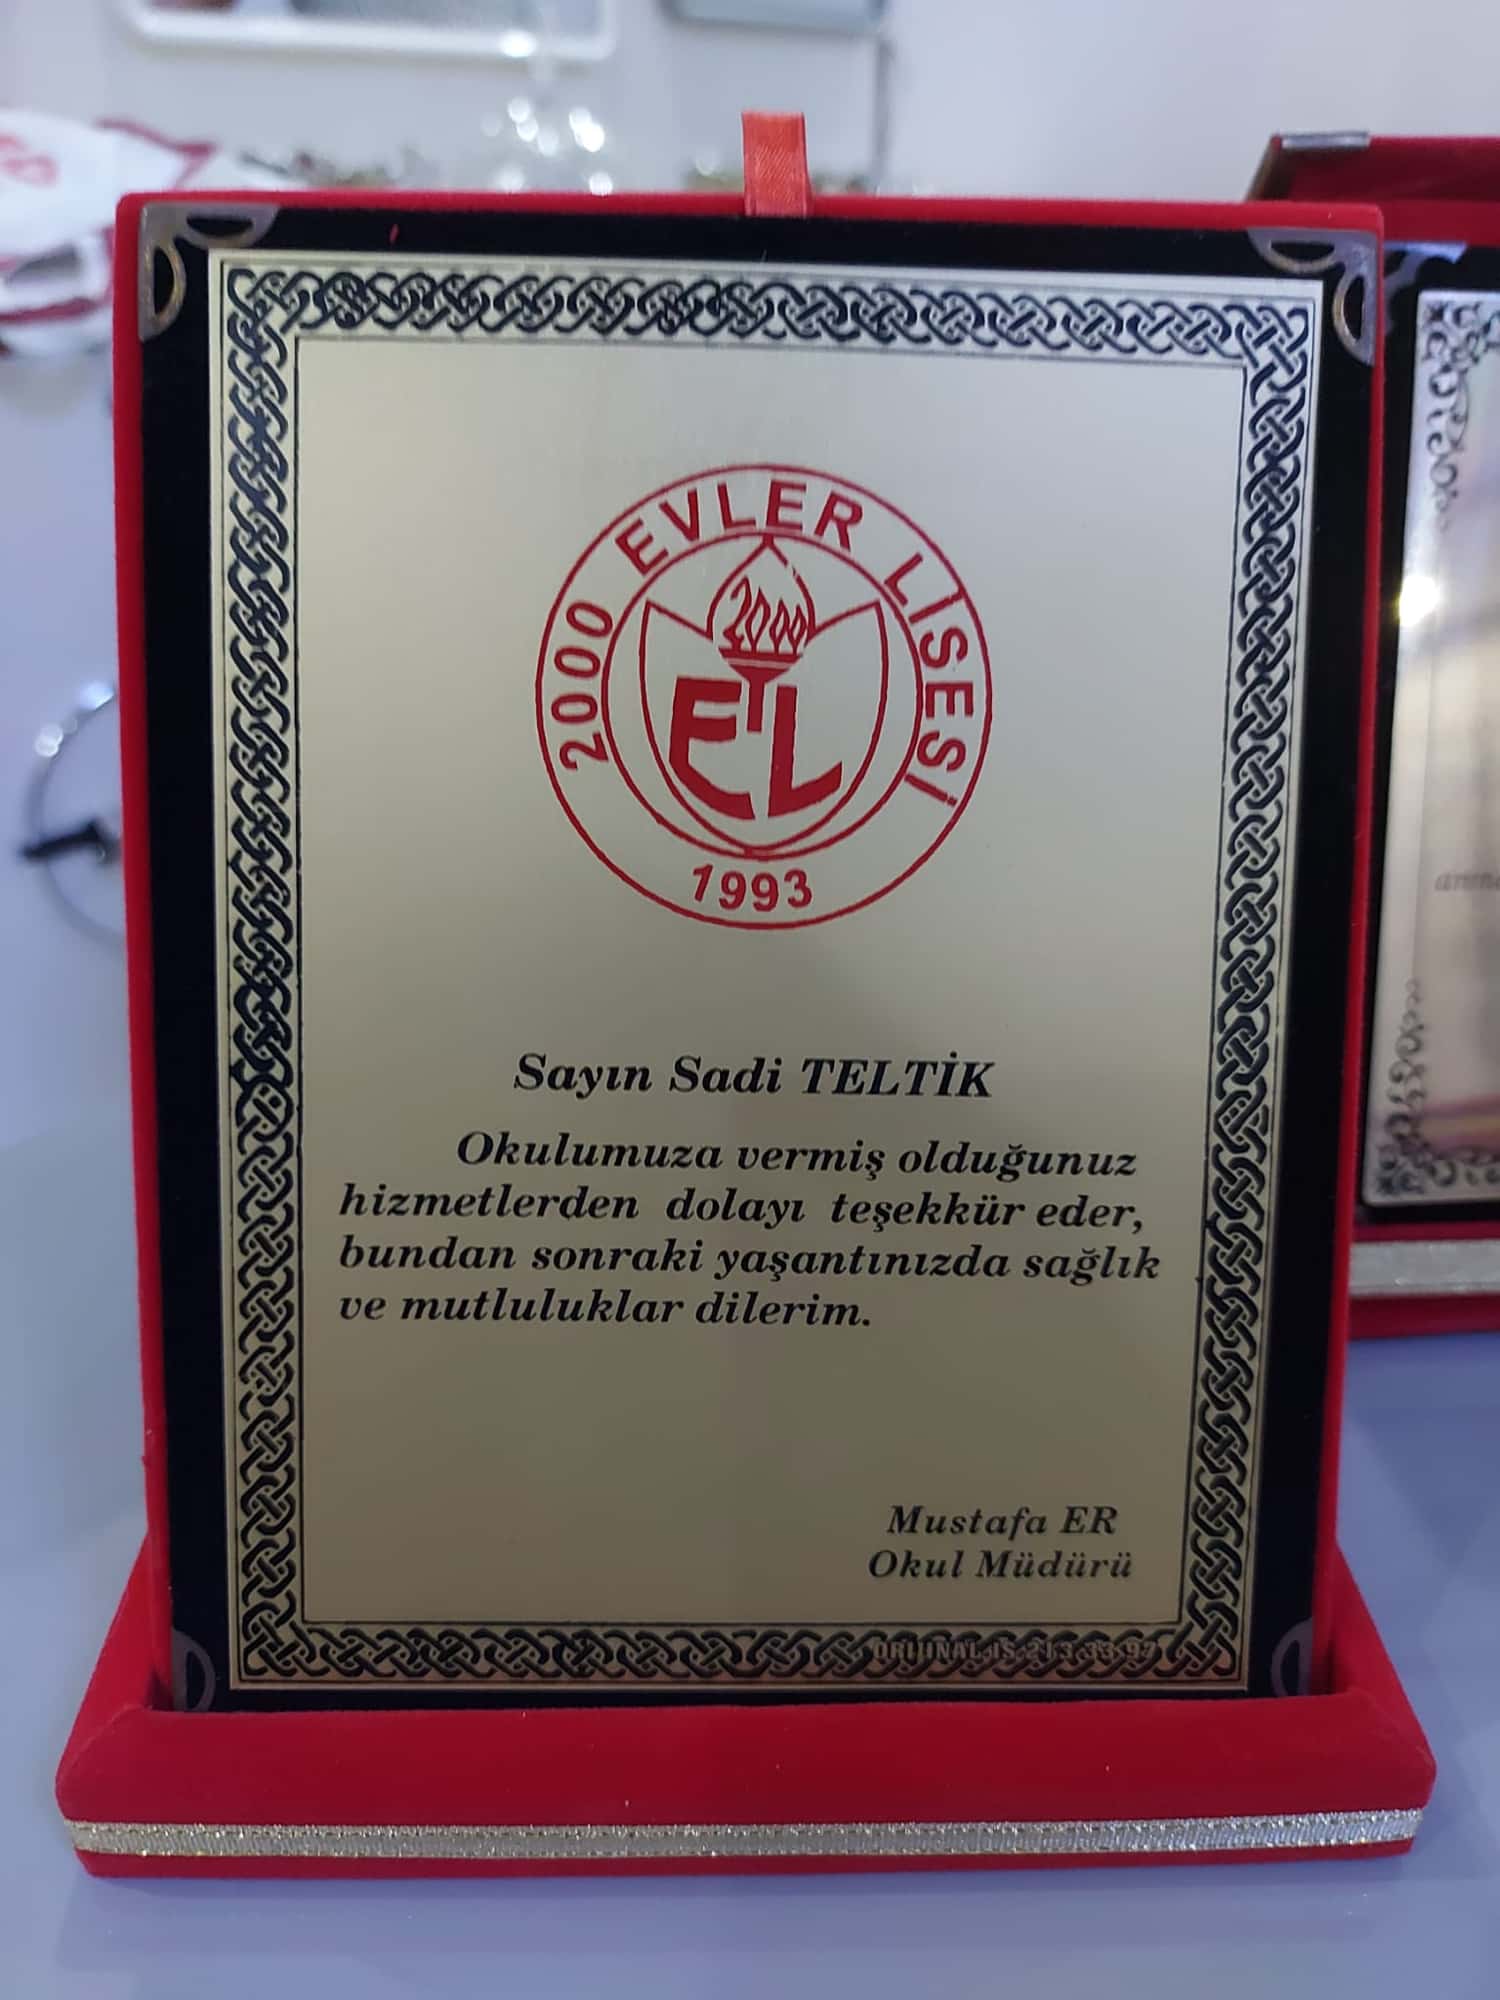 2000 EVLER LİSESİ
2000
EL
1993
Sayın Sadi TELTİK
Okulumuza vermiş olduğunuz
hizmetlerden dolayı teşekkür eder,
bundan sonraki yaşantınızda sağlık
ve mutluluklar dilerim.
Mustafa ER
Okul Müdürü